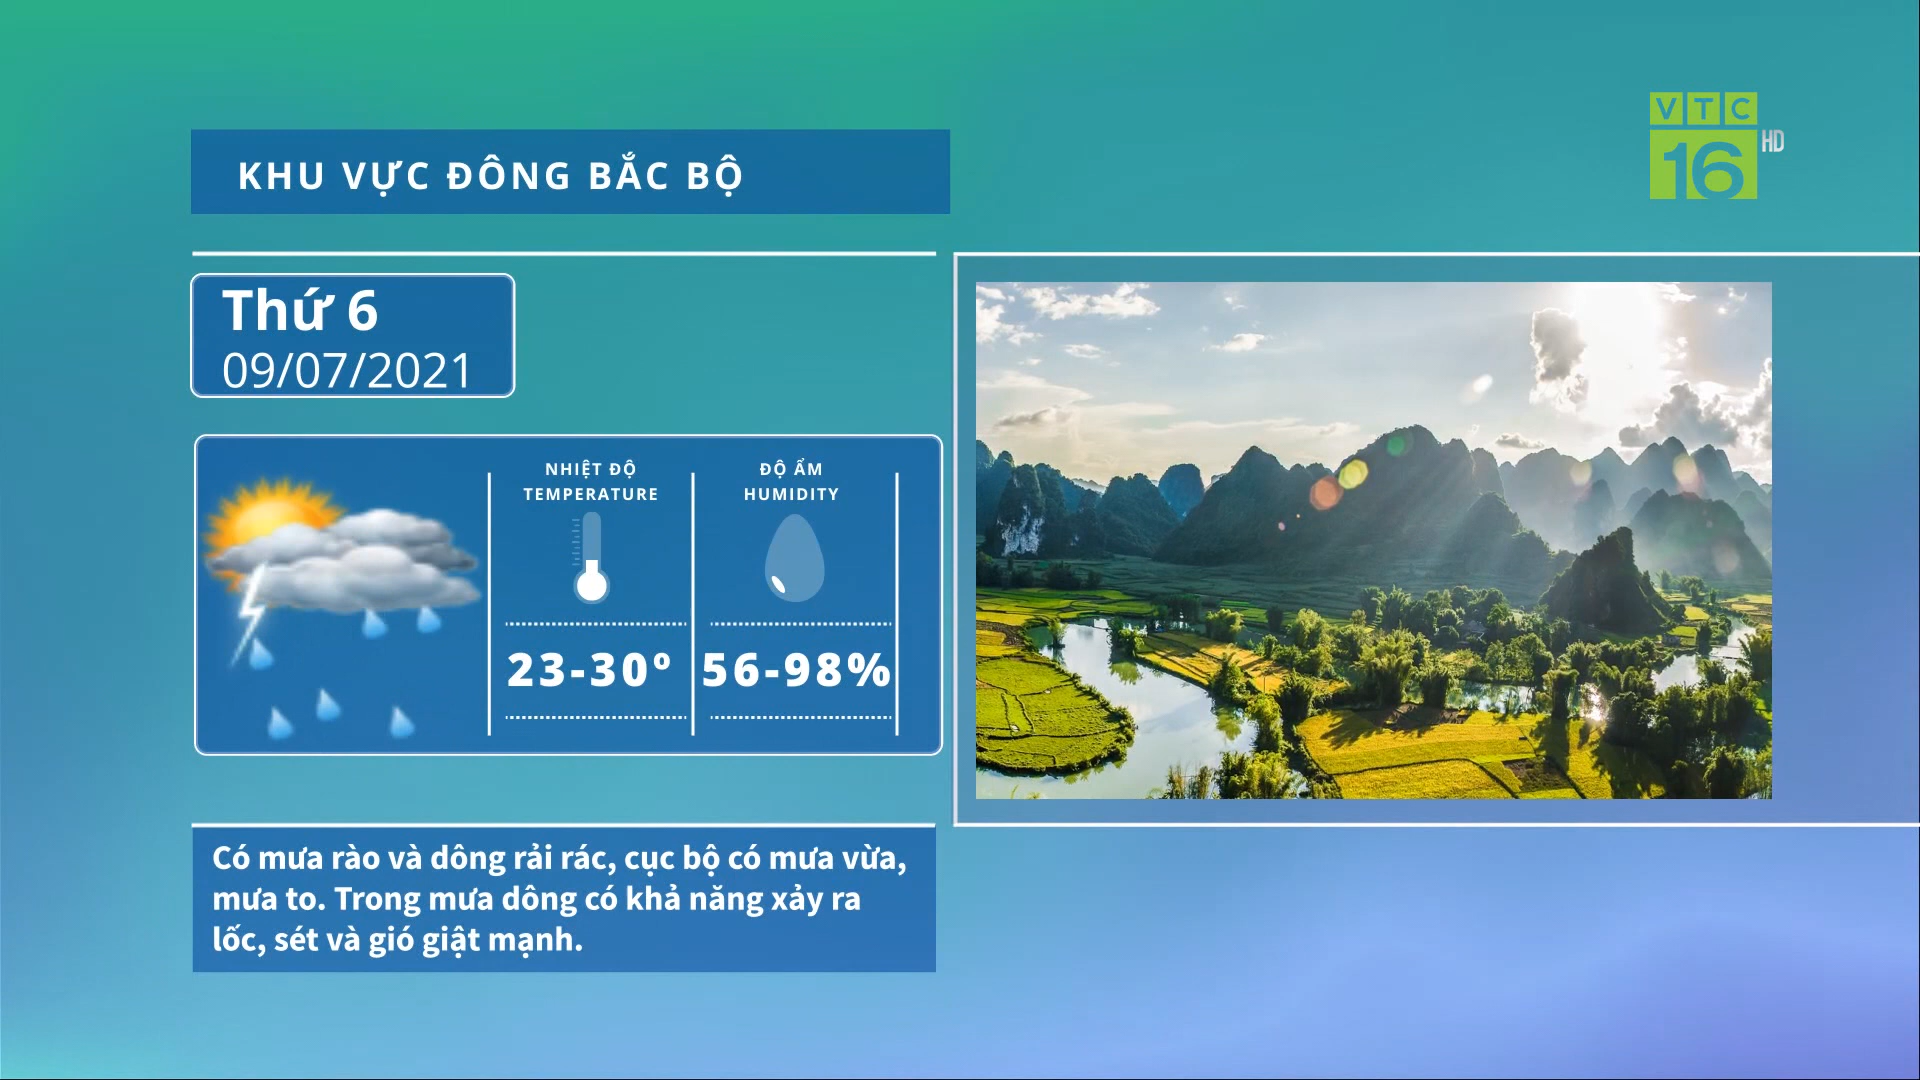 VTC
16 HD
KHU VỰC ĐÔNG BẮC BỘ
Thứ 6
09/07/2021
NHIỆT ĐỘ
TEMPERATURE
23-30º
ĐỘ ẨM
HUMIDITY
56-98%
Có mưa rào và dông rải rác, cục bộ có mưa vừa,
mưa to. Trong mưa dông có khả năng xảy ra
lốc, sét và gió giật mạnh.